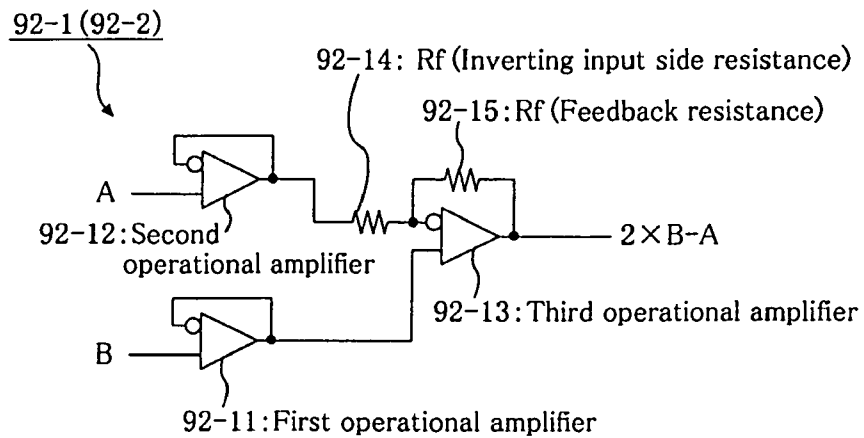 92-1(92-2)
92-14: Rf(Inverting input side resistance)
92-15:Rf(Feedback resistance)
A
92-12:Second
operational amplifier
2×B-A
92-13:Third operational amplifier
B
92-11:First operational amplifier